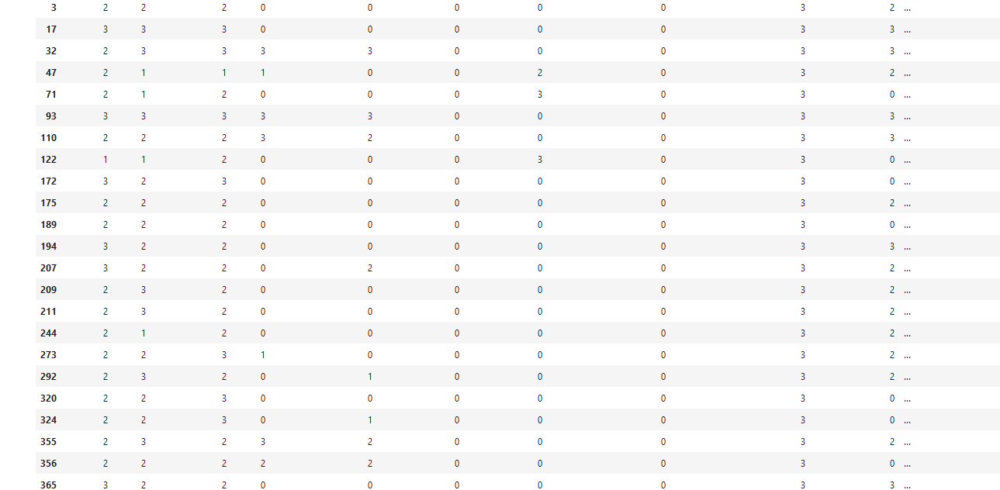 3 2 2 2 0 0 0 0 0 3 2 ...
17 3 3 3 0 0 0 0 0 3 3 ...
32 2 3 3 3 3 0 0 0 3 3 ...
47 2 1 1 1 0 0 2 0 3 2 ...
71 2 1 2 0 0 0 3 0 3 0 ...
93 3 3 3 3 3 0 0 0 3 3 ...
110 2 2 2 3 2 0 0 0 3 3 ...
122 1 1 2 0 0 0 3 0 3 0 ...
172 3 2 3 0 0 0 0 0 3 0 ...
175 2 2 2 0 0 0 0 0 3 2 ...
189 2 2 2 0 0 0 0 0 3 0 ...
194 3 2 2 0 0 0 0 0 3 3 ...
207 3 2 2 0 2 0 0 0 3 2 ...
209 2 3 2 0 0 0 0 0 3 2 ...
211 2 3 2 0 0 0 0 0 3 2 ...
244 2 1 2 0 0 0 0 0 3 2 ...
273 2 2 3 1 0 0 0 0 3 2 ...
292 2 3 2 0 1 0 0 0 3 2 ...
320 2 2 3 0 0 0 0 0 3 0 ...
324 2 2 3 0 1 0 0 0 3 0 ...
355 2 3 2 3 2 0 0 0 3 2 ...
356 2 2 2 2 2 0 0 0 3 0 ...
365 3 2 2 0 0 0 0 0 3 3 ...